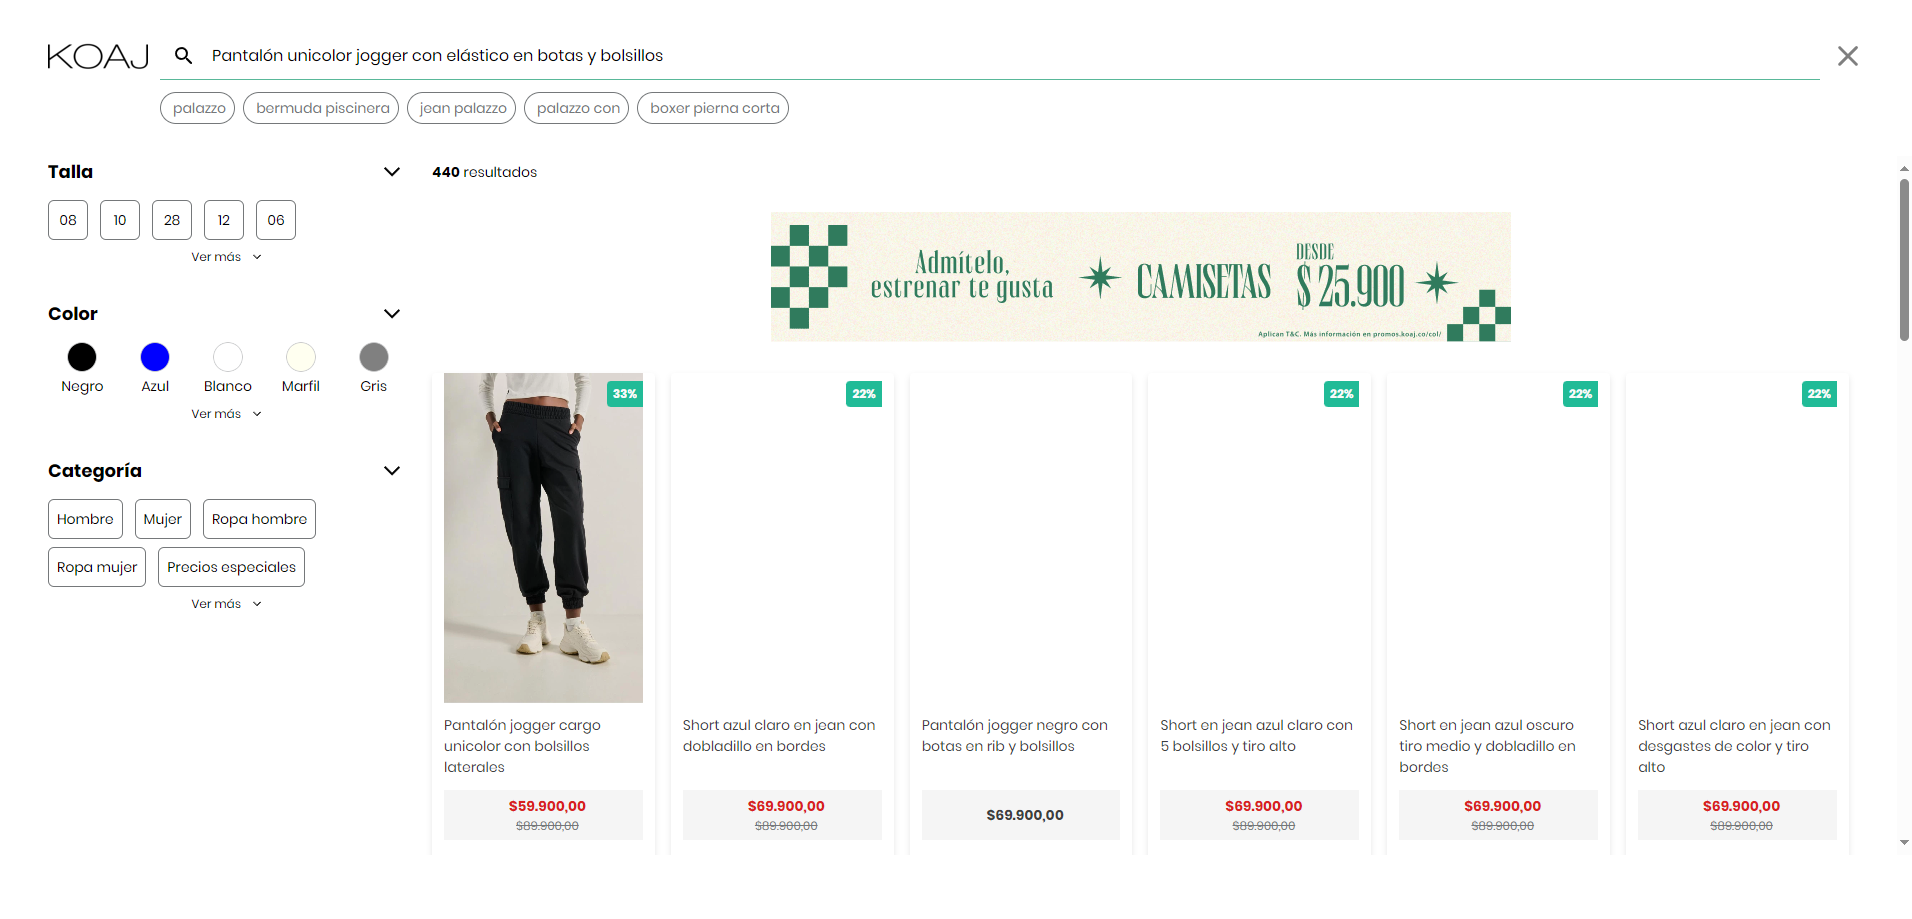 KOAJ
Pantalón unicolor jogger con elástico en botas y bolsillos
palazzo
bermuda piscinera
jean palazzo
palazzo con
boxer pierna corta
Talla
08
10
28
12
06
Ver más
Color
Negro
Azul
Blanco
Marfil
Gris
Ver más
Categoría
Hombre
Mujer
Ropa hombre
Ropa mujer
Precios especiales
Ver más
440 resultados
Admítelo,
estrenar te gusta
CAMISETAS
DESDE
$ 25.900
Aplican T&C. Más información en promos.koaj.co/col/
33%
Pantalón jogger cargo
unicolor con bolsillos
laterales
$59.900,00
$89.900,00
22%
Short azul claro en jean con
dobladillo en bordes
$69.900,00
$89.900,00
Pantalón jogger negro con
botas en rib y bolsillos
$69.900,00
22%
Short en jean azul claro con
5 bolsillos y tiro alto
$69.900,00
$89.900,00
22%
Short en jean azul oscuro
tiro medio y dobladillo en
bordes
$69.900,00
$89.900,00
22%
Short azul claro en jean con
desgastes de color y tiro
alto
$69.900,00
$89.900,00